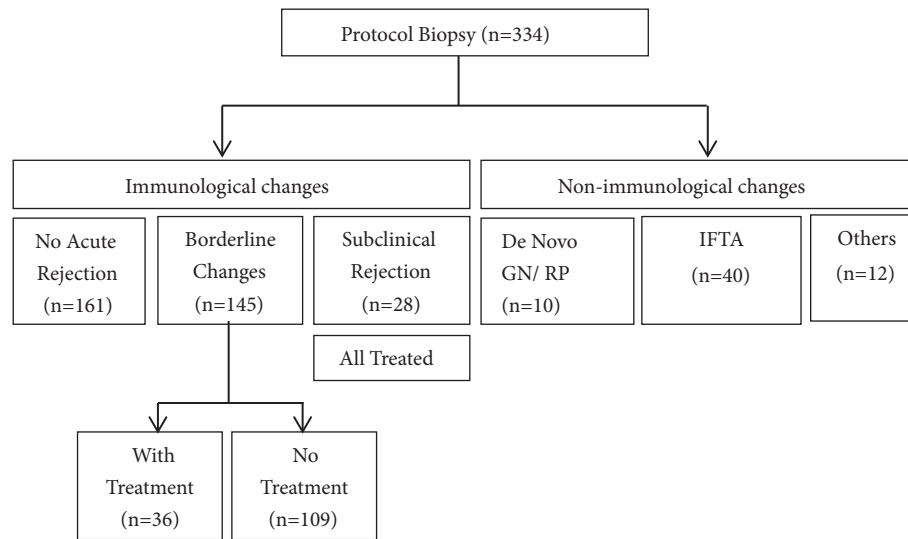 Protocol Biopsy (n=334)
Immunological changes
Non-immunological changes
No Acute
Rejection
(n=161)
Borderline
Changes
(n=145)
Subclinical
Rejection
(n=28)
De Novo
GN/ RP
(n=10)
IFTA
(n=40)
Others
(n=12)
All Treated
With
Treatment
(n=36)
No
Treatment
(n=109)